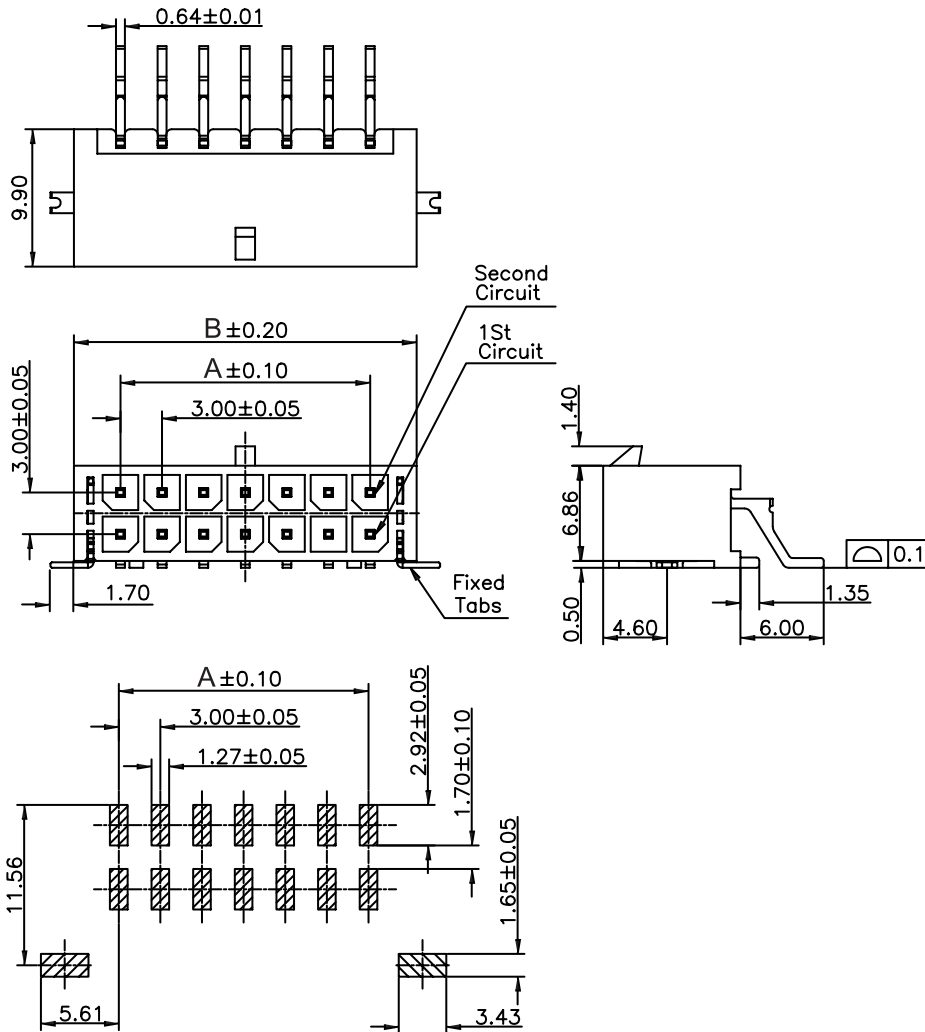 0.64±0.01
9.90
Second
Circuit
B±0.20
1St
Circuit
A±0.10
3.00±0.05
3.00±0.05
1.40
6.86
0.1
Fixed
Tabs
1.70
0.50
4.60
1.35
6.00
A±0.10
3.00±0.05
1.27±0.05
2.92±0.05
1.70±0.10
11.56
1.65±0.05
5.61
3.43